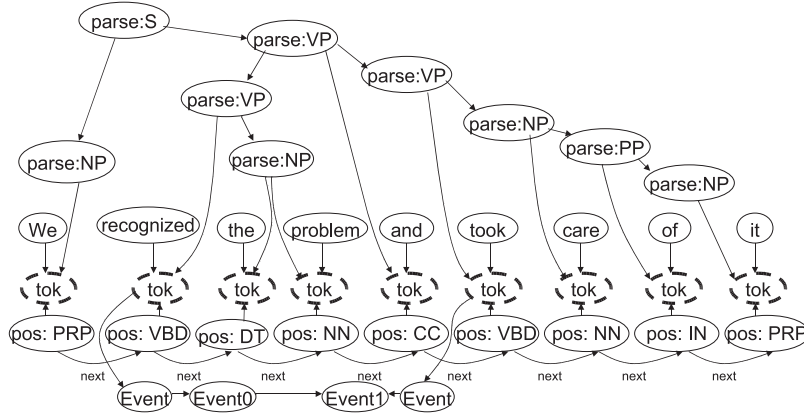 parse:S
parse:VP
parse:VP
parse:VP
parse:NP
parse:PP
parse:NP
parse:NP
parse:NP
We recognized the problem and took care of it
tok tok tok tok tok tok tok tok tok
pos: PRP pos: VBD pos: DT pos: NN pos: CC pos: VBD pos: NN pos: IN pos: PRP
next next next next next next next next
Event Event0 Event1 Event